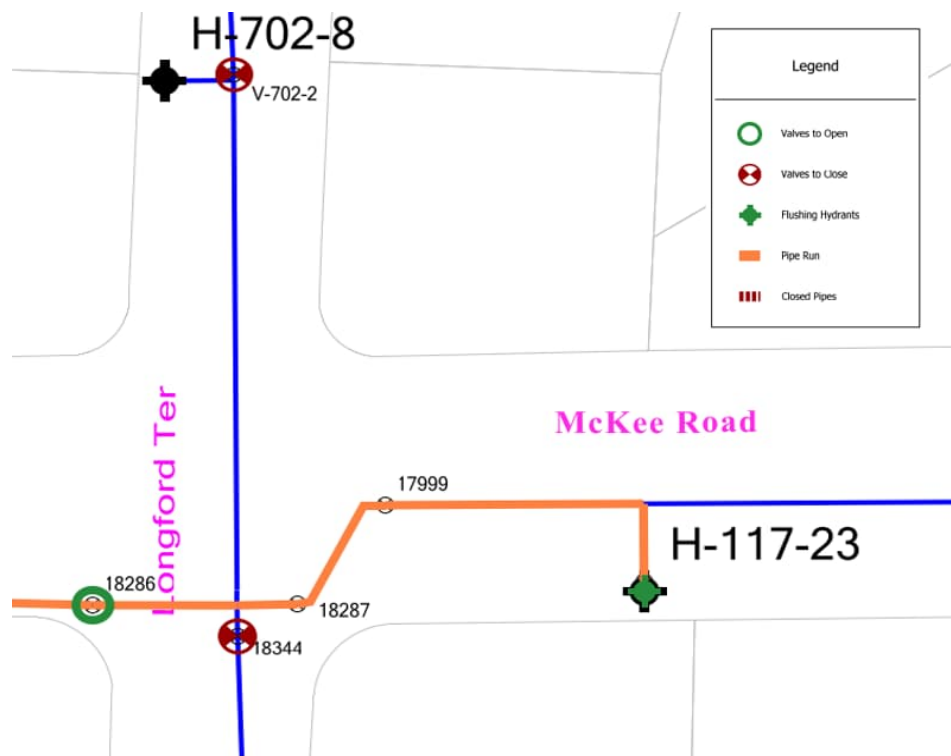 H-702-8
V-702-2
Legend
Valves to Open
Valves to Close
Flushing Hydrants
Pipe Run
Closed Pipes
Longford Ter
McKee Road
17999
H-117-23
18286
18287
18344